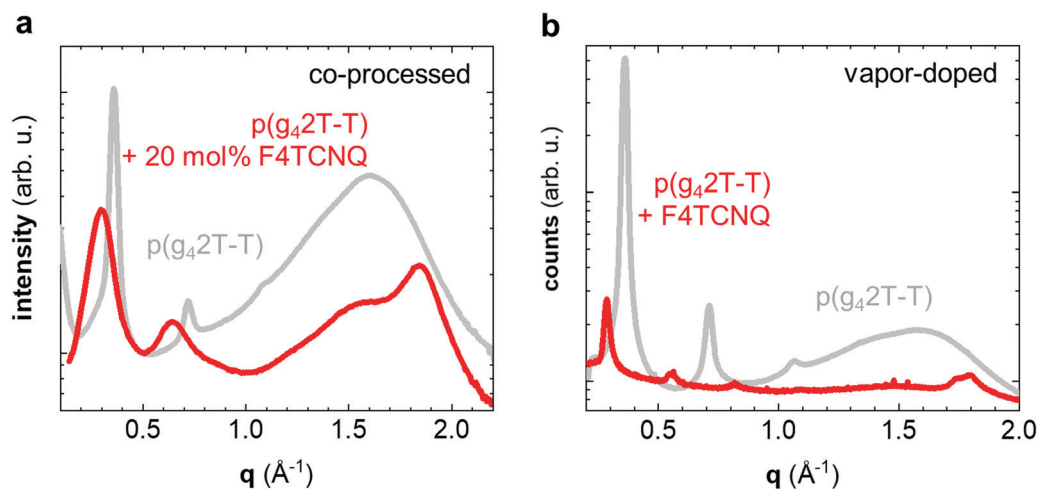 a
co-processed
p(g₄2T-T)
+ 20 mol% F4TCNQ
p(g₄2T-T)
intensity (arb. u.)
0.5 1.0 1.5 2.0
q (Å⁻¹)
b
vapor-doped
p(g₄2T-T)
+ F4TCNQ
p(g₄2T-T)
counts (arb. u.)
0.5 1.0 1.5 2.0
q (Å⁻¹)